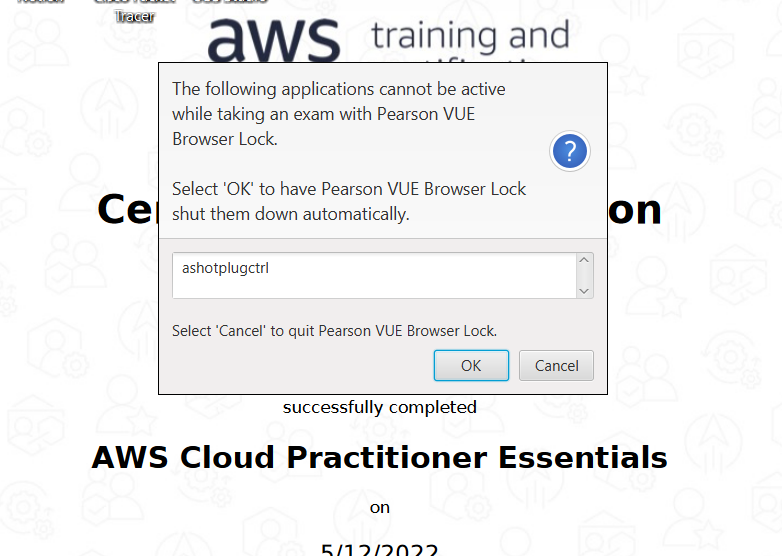 Tracer
aws training and
The following applications cannot be active
while taking an exam with Pearson VUE
Browser Lock.
Select 'OK' to have Pearson VUE Browser Lock
shut them down automatically.
Cer
on
ashotplugctrl
Select 'Cancel' to quit Pearson VUE Browser Lock.
OK
Cancel
successfully completed
AWS Cloud Practitioner Essentials
on
5/12/2022